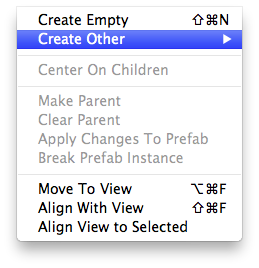 Create Empty ⇧⌘N
Create Other ▶
Center On Children
Make Parent
Clear Parent
Apply Changes To Prefab
Break Prefab Instance
Move To View ⌥⌘F
Align With View ⇧⌘F
Align View to Selected